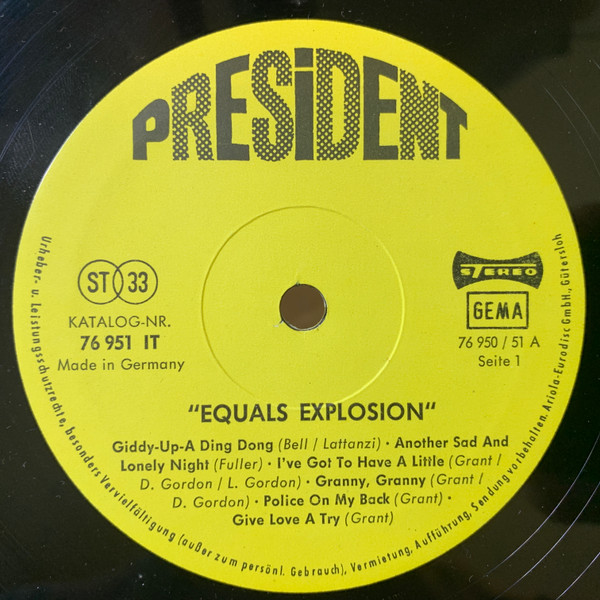 PRESiDENT
ST 33
KATALOG-NR.
76 951 IT
Made in Germany
STEREO
GEMA
76 950 / 51 A
Seite 1
"EQUALS EXPLOSION"
Giddy-Up-A Ding Dong (Bell / Lattanzi) · Another Sad And
Lonely Night (Fuller) · I've Got To Have A Little (Grant /
D. Gordon / L. Gordon) · Granny, Granny (Grant /
D. Gordon) · Police On My Back (Grant) ·
Give Love A Try (Grant)
Urheber- u. Leistungsschutzrechte, besonders Vervielfältigung (außer zum persönl. Gebrauch), Vermietung, Aufführung, Sendung vorbehalten. Ariola-Eurodisc GmbH., Gütersloh